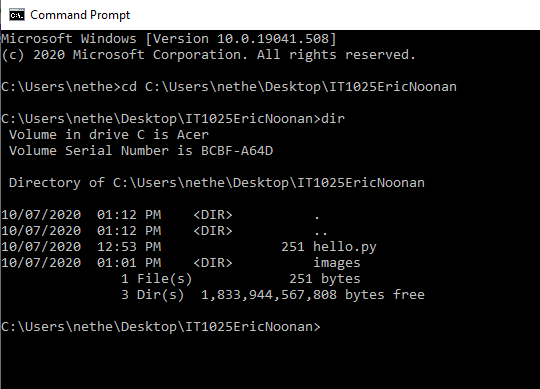 Command Prompt
Microsoft Windows [Version 10.0.19041.508]
(c) 2020 Microsoft Corporation. All rights reserved.
C:\Users\nethe>cd C:\Users\nethe\Desktop\IT1025EricNoonan
C:\Users\nethe\Desktop\IT1025EricNoonan>dir
 Volume in drive C is Acer
 Volume Serial Number is BCBF-A64D
 Directory of C:\Users\nethe\Desktop\IT1025EricNoonan
10/07/2020  01:12 PM    <DIR>          .
10/07/2020  01:12 PM    <DIR>          ..
10/07/2020  12:53 PM               251 hello.py
10/07/2020  01:01 PM    <DIR>          images
               1 File(s)            251 bytes
               3 Dir(s)  1,833,944,567,808 bytes free
C:\Users\nethe\Desktop\IT1025EricNoonan>